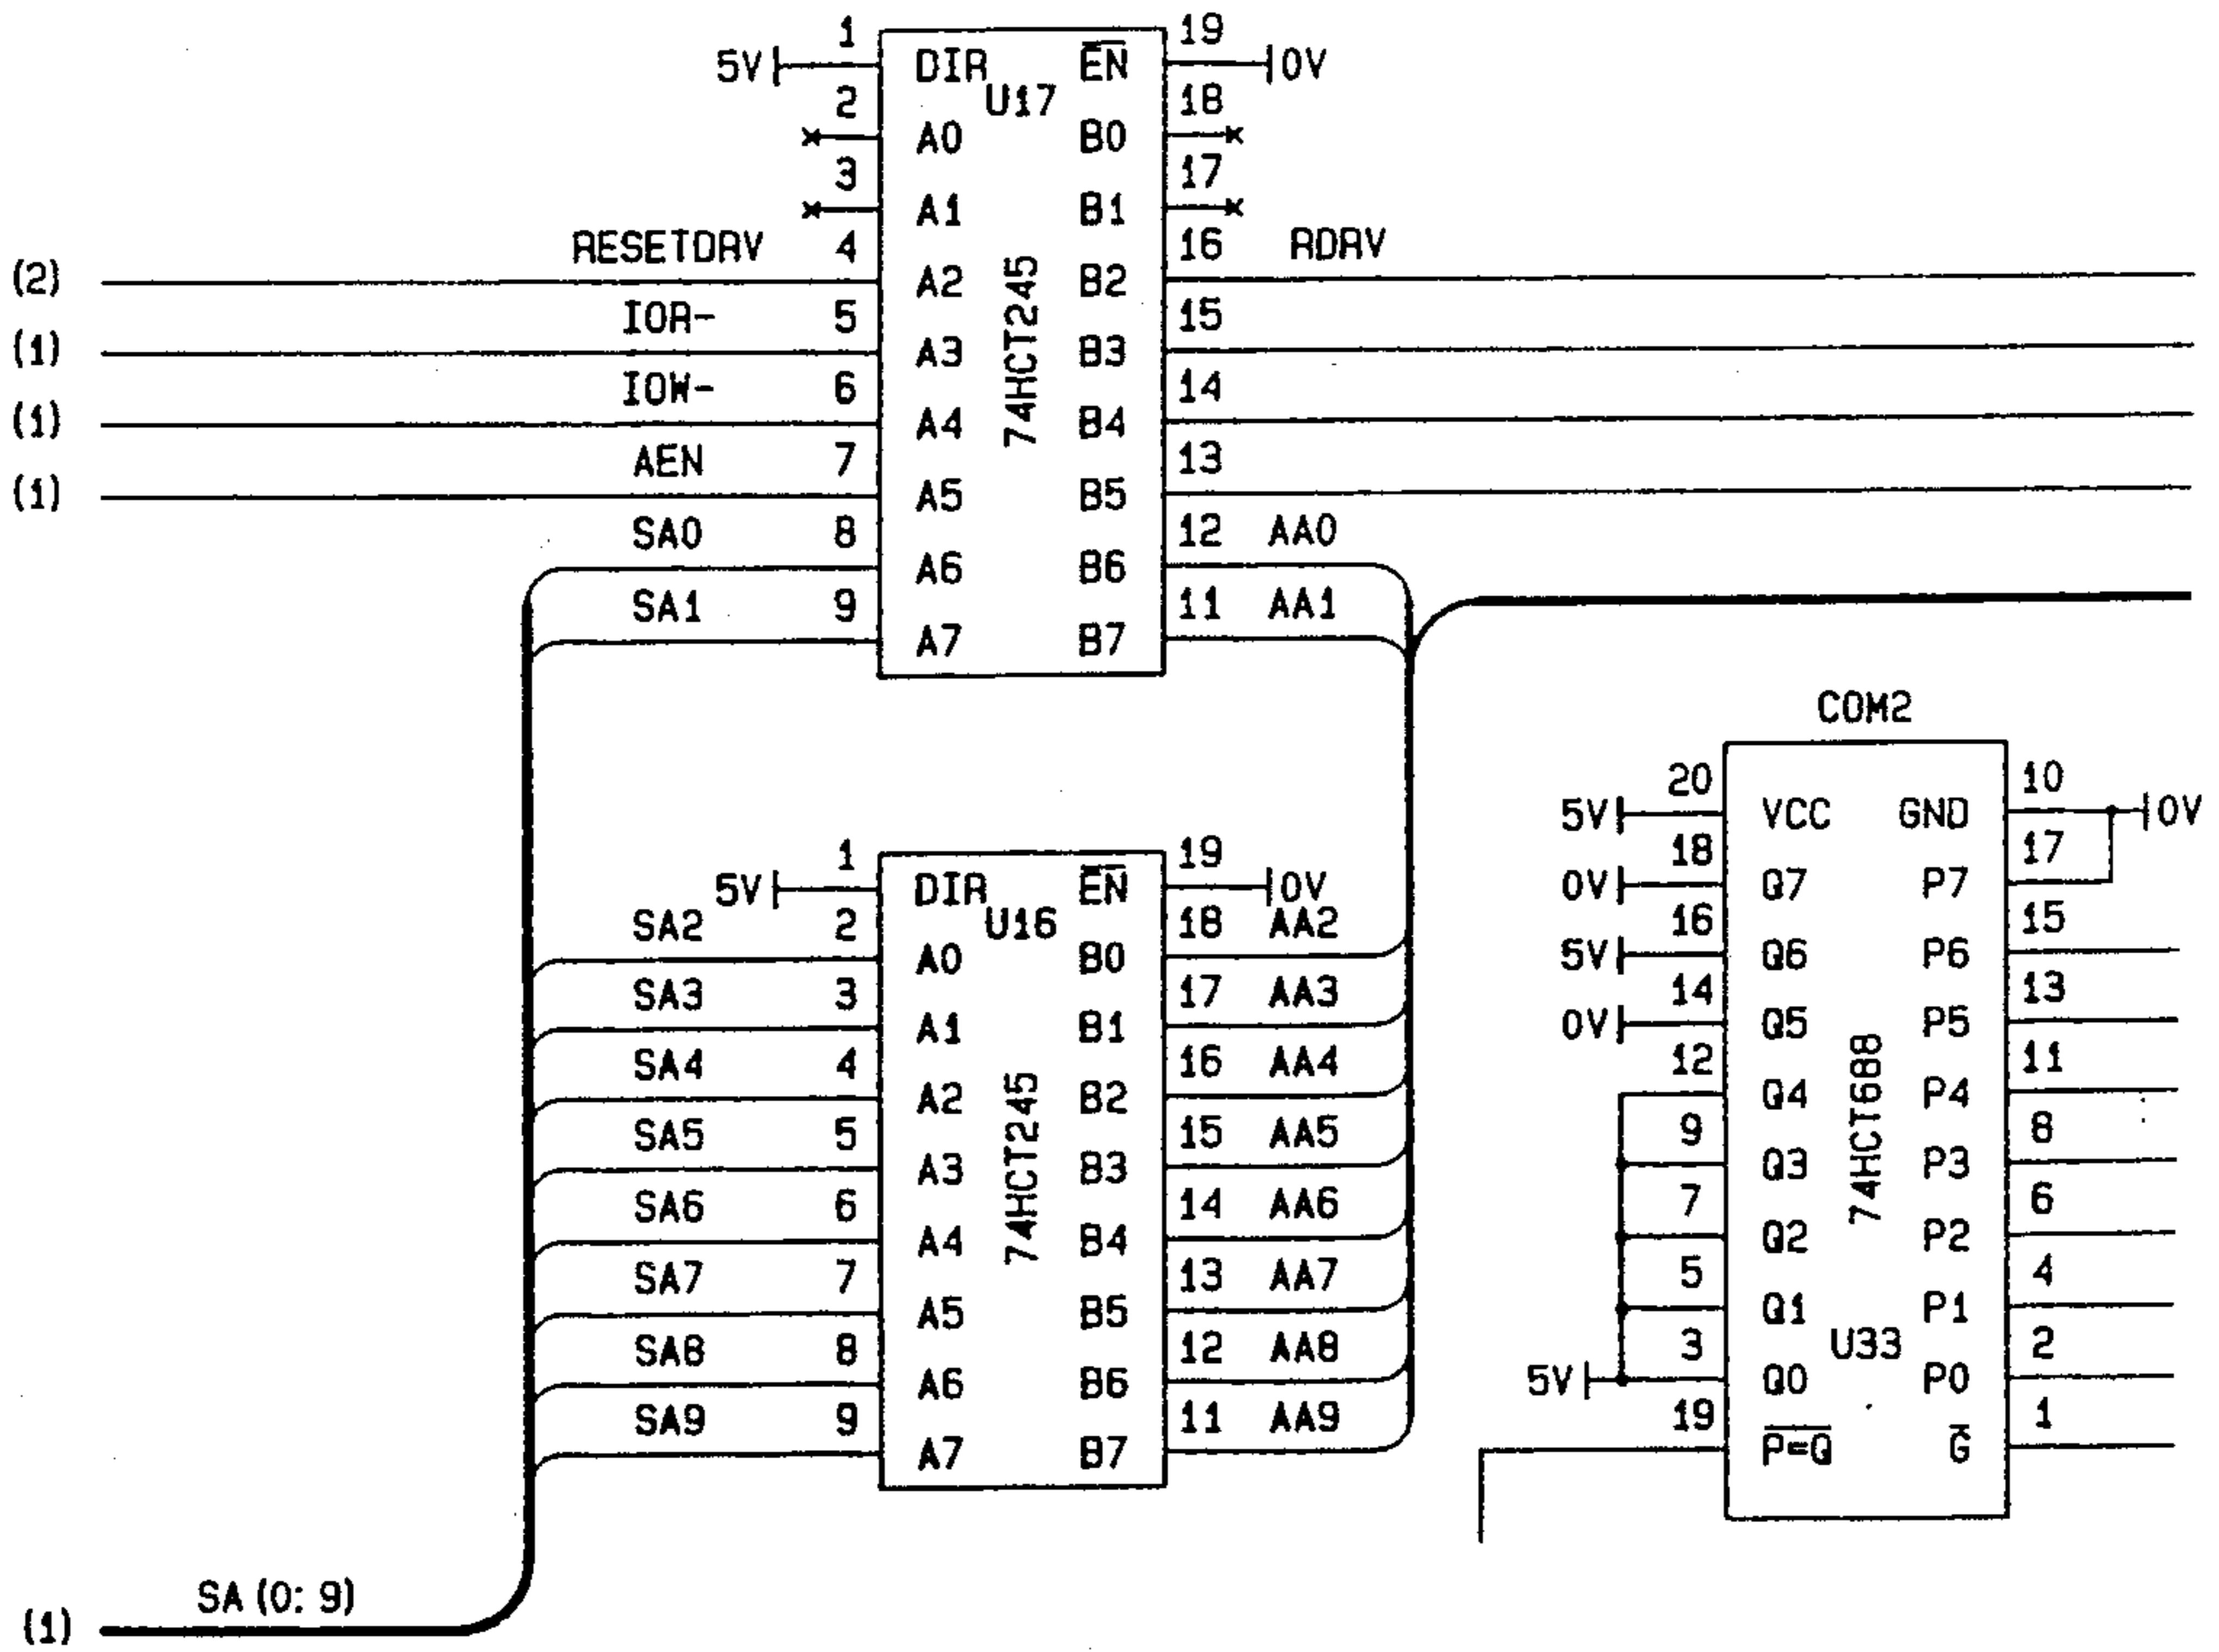 1 19
5V DIR EN 0V
2 U17 18
A0 B0
3 17
A1 B1
RESETDRV 4 16 RDRV
(2) A2 B2
IOR- 5 15
(1) A3 B3
IOW- 6 14
(1) A4 B4
AEN 7 13
(1) A5 B5
SA0 8 12 AA0
A6 B6
SA1 9 11 AA1
A7 B7
74HCT245
1 19
5V DIR EN 0V
SA2 2 U16 18 AA2
A0 B0
SA3 3 17 AA3
A1 B1
SA4 4 16 AA4
A2 B2
SA5 5 15 AA5
A3 B3
SA6 6 14 AA6
A4 B4
SA7 7 13 AA7
A5 B5
SA8 8 12 AA8
A6 B6
SA9 9 11 AA9
A7 B7
74HCT245
SA (0: 9)
(1)
COM2
20 10
5V VCC GND 0V
18 17
0V Q7 P7
16 15
5V Q6 P6
14 13
0V Q5 P5
12 11
Q4 P4
9 8
Q3 P3
7 6
Q2 P2
5 4
Q1 P1
3 U33 2
5V Q0 P0
19 1
P=Q G
74HCT688